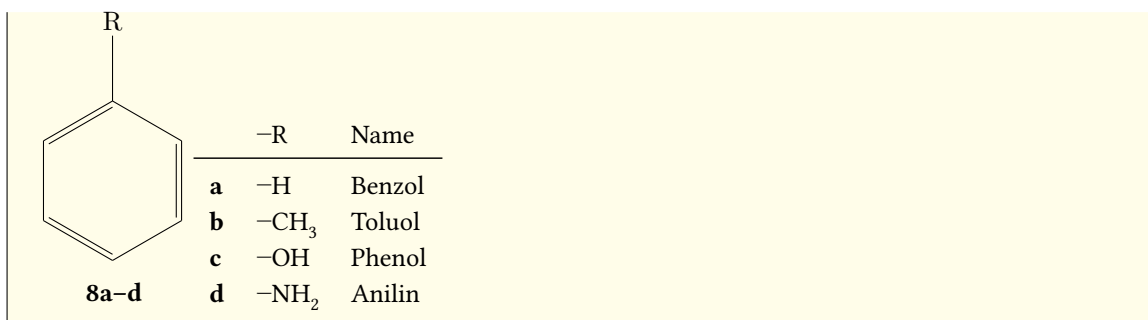 R
−R Name
a −H Benzol
b −CH₃ Toluol
c −OH Phenol
d −NH₂ Anilin
8a–d